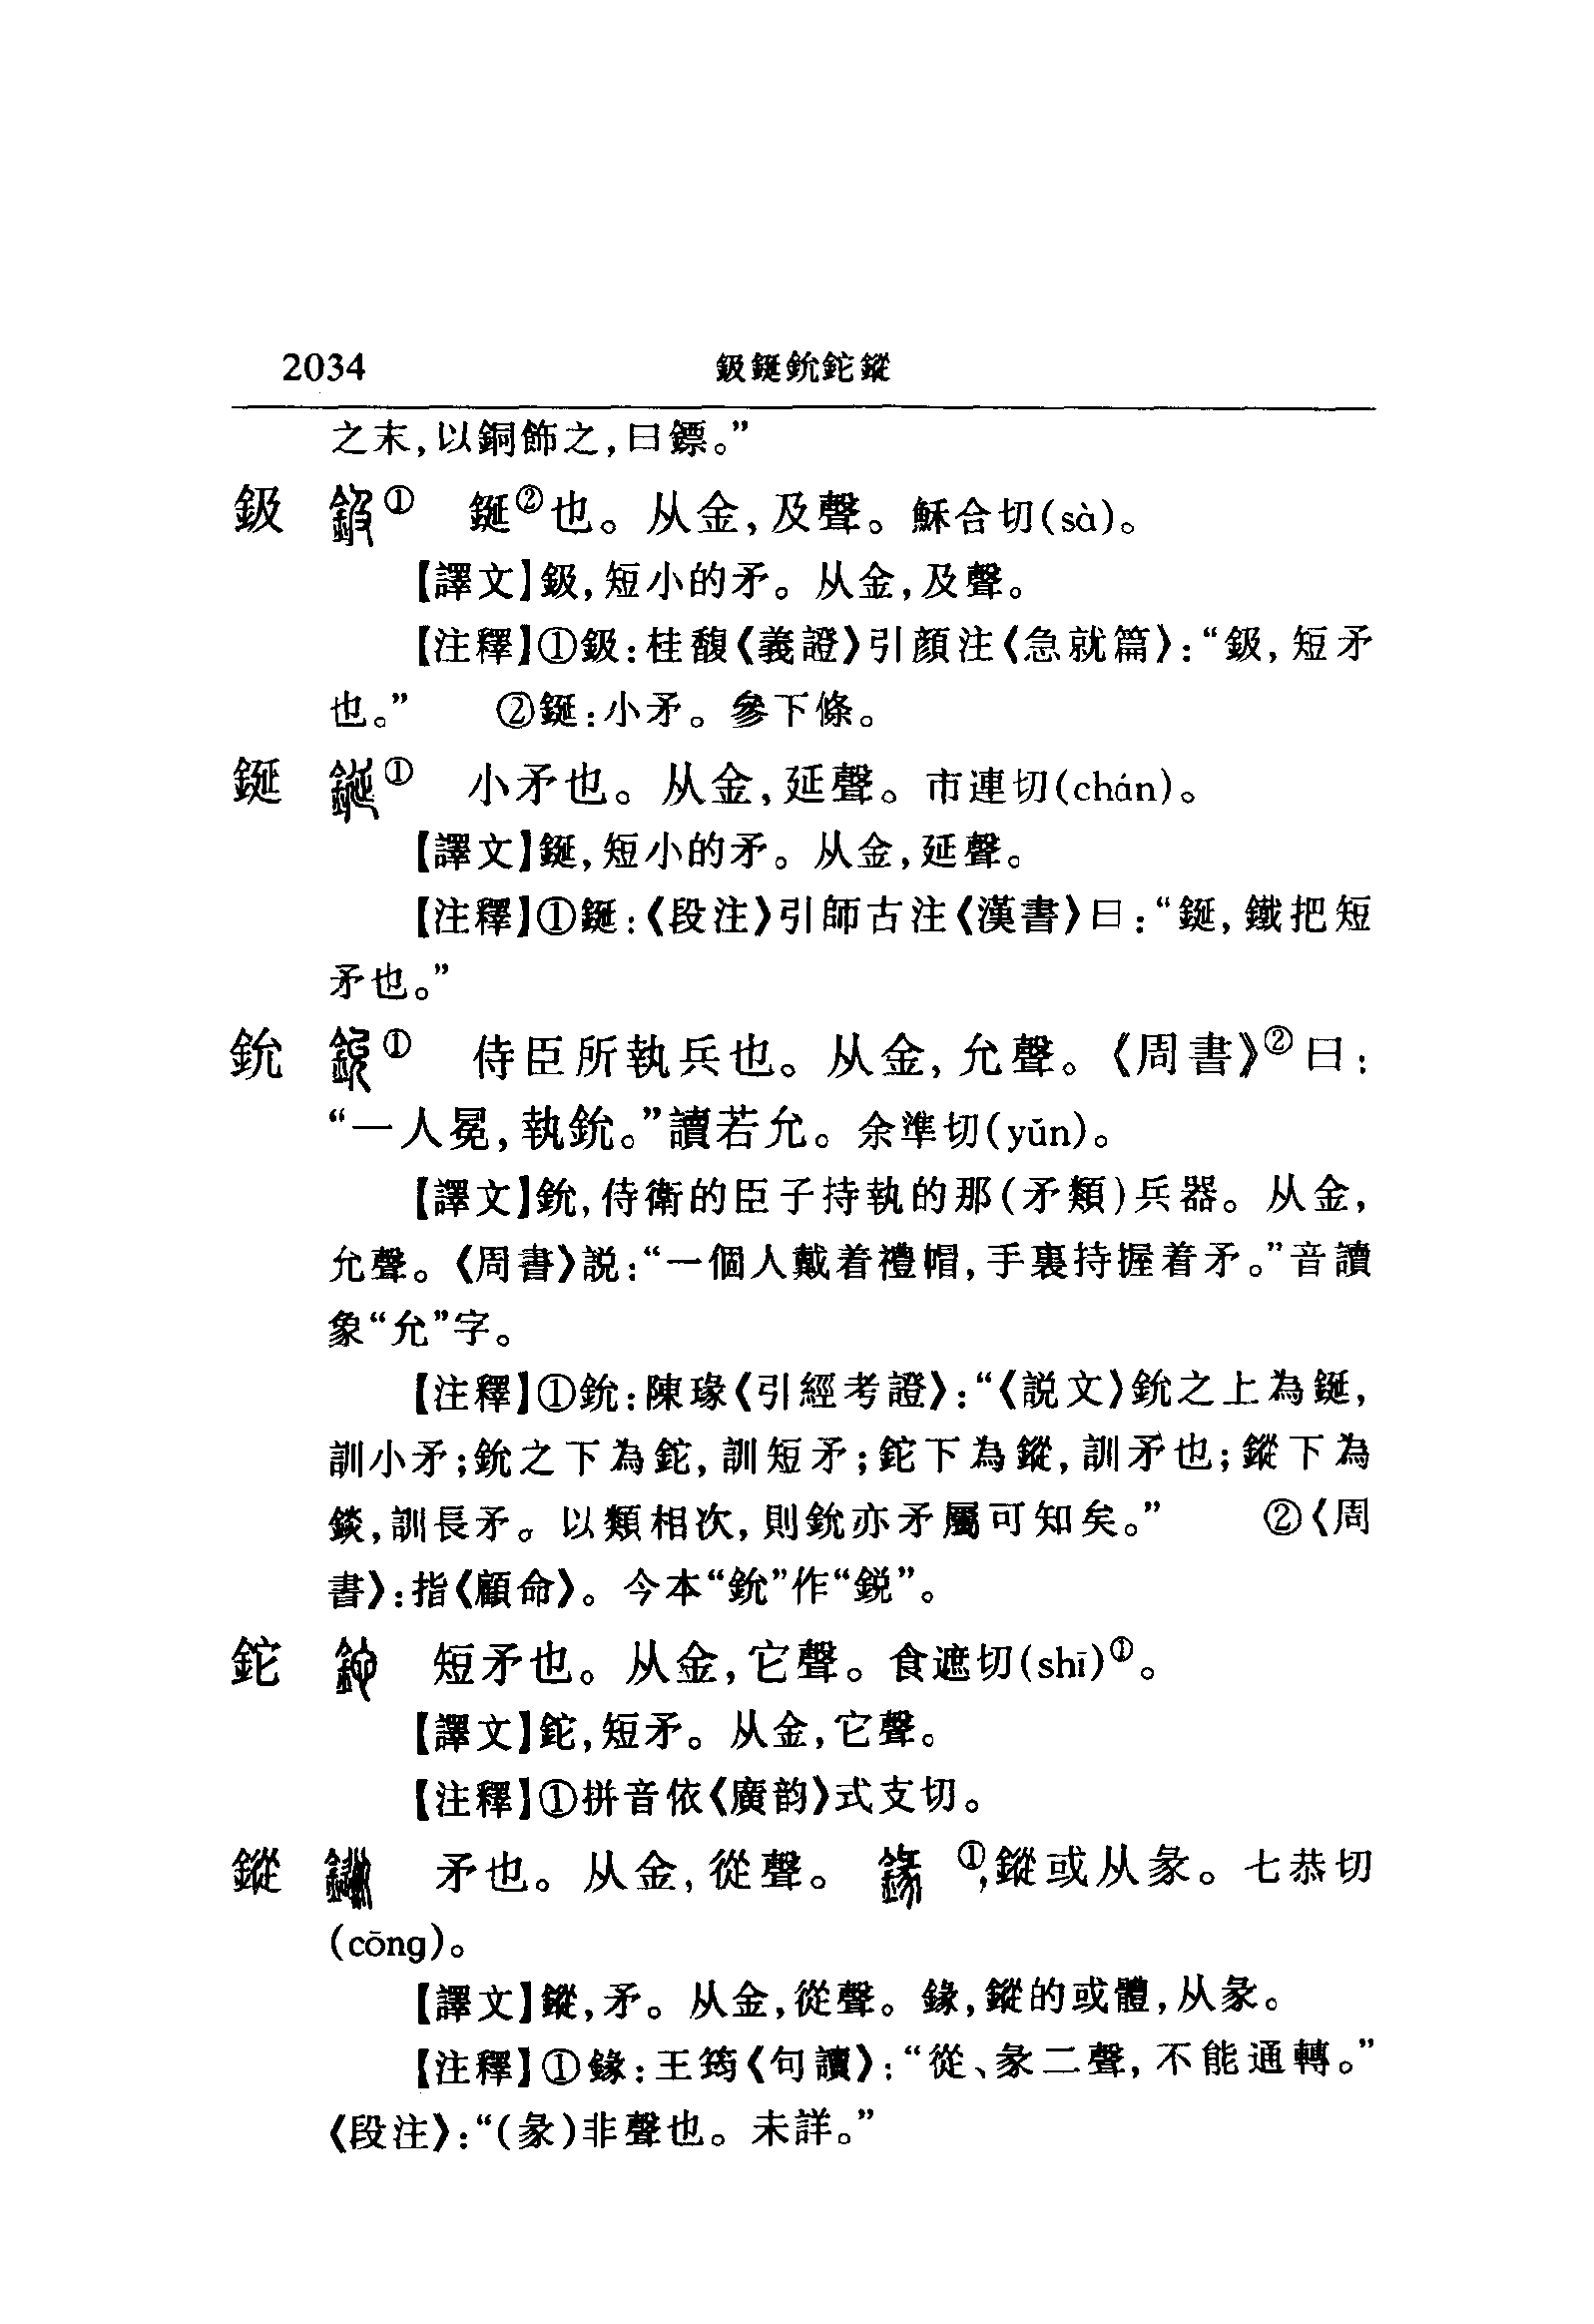 2034 鈒鋋鈗鉈鏦
之末,以銅飾之,曰鏢。”
鈒 ① 鋋②也。从金,及聲。穌合切(sà)。
【譯文】鈒,短小的矛。从金,及聲。
【注釋】①鈒:桂馥《義證》引顔注《急就篇》:“鈒,短矛
也。” ②鋋:小矛。參下條。
鋋 ① 小矛也。从金,延聲。市連切(chán)。
【譯文】鋋,短小的矛。从金,延聲。
【注釋】①鋋:《段注》引師古注《漢書》曰:“鋋,鐵把短
矛也。”
鈗 ① 侍臣所執兵也。从金,允聲。《周書》②曰:
“一人冕,執鈗。”讀若允。余準切(yǔn)。
【譯文】鈗,侍衛的臣子持執的那(矛類)兵器。从金,
允聲。《周書》説:“一個人戴着禮帽,手裏持握着矛。”音讀
象“允”字。
【注釋】①鈗:陳瑑《引經考證》:“《説文》鈗之上為鋋,
訓小矛;鈗之下為鉈,訓短矛;鉈下為鏦,訓矛也;鏦下為
錟,訓長矛。以類相次,則鈗亦矛屬可知矣。” ②《周
書》:指《顧命》。今本“鈗”作“鋭”。
鉈 短矛也。从金,它聲。食遮切(shī)①。
【譯文】鉈,短矛。从金,它聲。
【注釋】①拼音依《廣韵》式支切。
鏦 矛也。从金,從聲。 ①,鏦或从彖。七恭切
(cōng)。
【譯文】鏦,矛。从金,從聲。鐌,鏦的或體,从彖。
【注釋】①鐌:王筠《句讀》:“從、彖二聲,不能通轉。”
《段注》:“(彖)非聲也。未詳。”